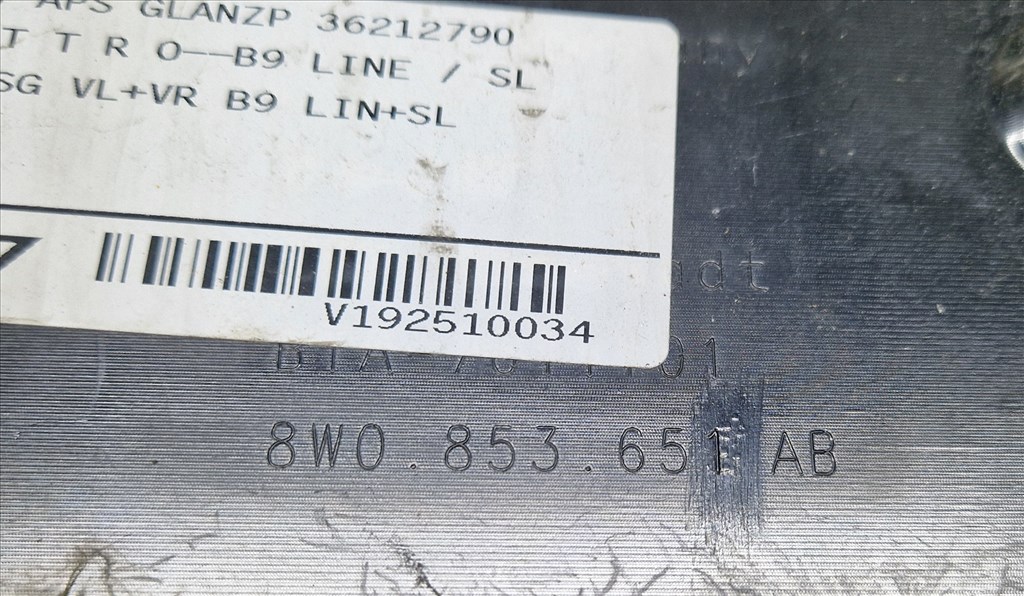 APS GLANZP 36212790
T T R O--B9 LINE / SL
SG VL+VR B9 LIN+SL
V192510034
8W0.853.651 AB